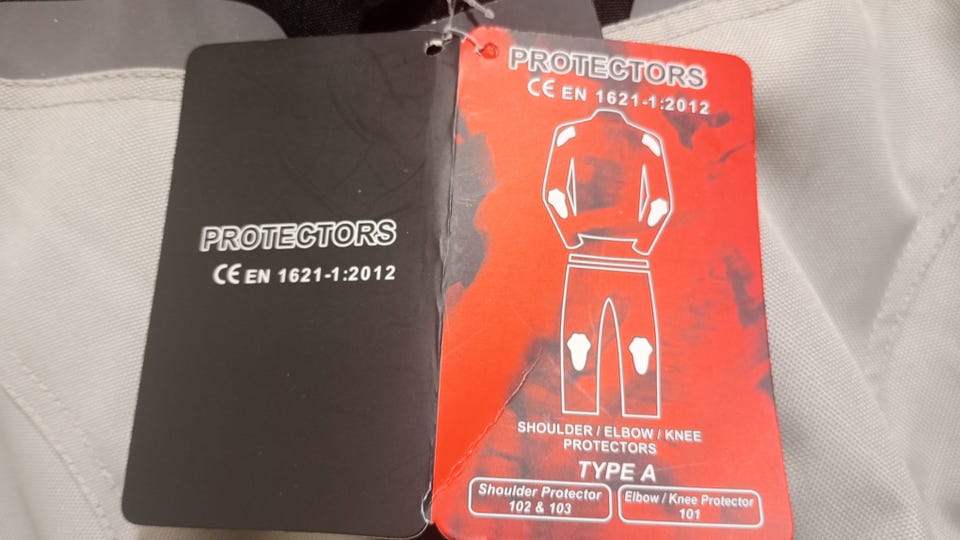 PROTECTORS
CE EN 1621-1:2012
PROTECTORS
CE EN 1621-1:2012
SHOULDER / ELBOW / KNEE
PROTECTORS
TYPE A
Shoulder Protector
102 & 103
Elbow / Knee Protector
101